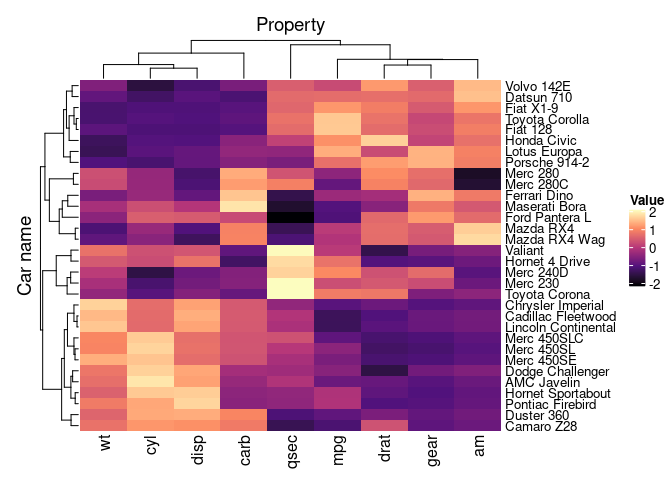 Property
Car name
Volvo 142E
Datsun 710
Fiat X1-9
Toyota Corolla
Fiat 128
Honda Civic
Lotus Europa
Porsche 914-2
Merc 280
Merc 280C
Ferrari Dino
Maserati Bora
Ford Pantera L
Mazda RX4
Mazda RX4 Wag
Valiant
Hornet 4 Drive
Merc 240D
Merc 230
Toyota Corona
Chrysler Imperial
Cadillac Fleetwood
Lincoln Continental
Merc 450SLC
Merc 450SL
Merc 450SE
Dodge Challenger
AMC Javelin
Hornet Sportabout
Pontiac Firebird
Duster 360
Camaro Z28
wt cyl disp carb qsec mpg drat gear am
Value
2
1
0
-1
-2